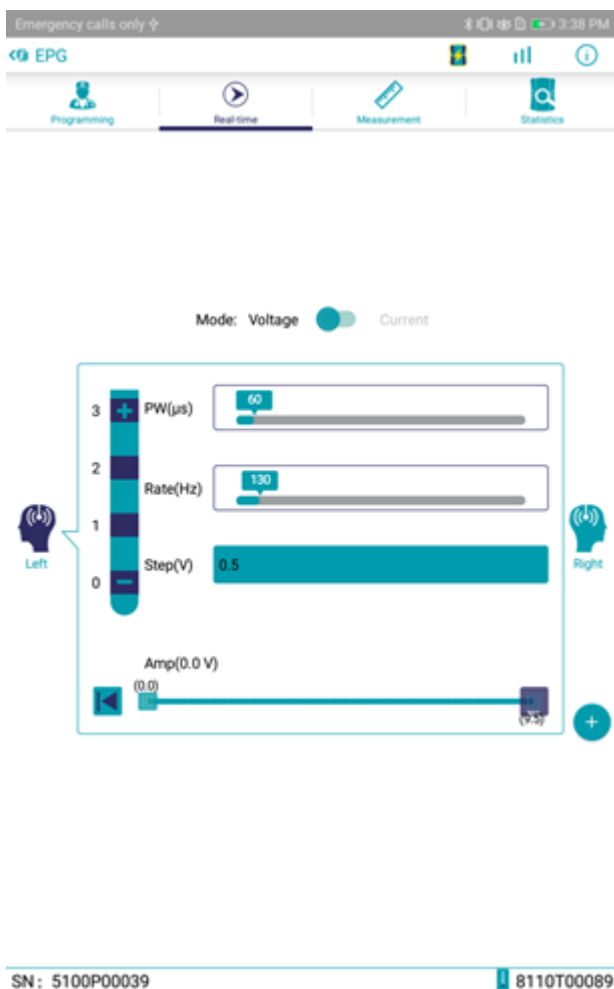 Emergency calls only
3:38 PM
EPG
Programming
Real-time
Measurement
Statistics
Mode: Voltage
Current
3
2
1
0
PW(μs)
60
Rate(Hz)
130
Step(V)
0.5
Left
Right
Amp(0.0 V)
(0.0)
(9.5)
SN: 5100P00039
8110T00089